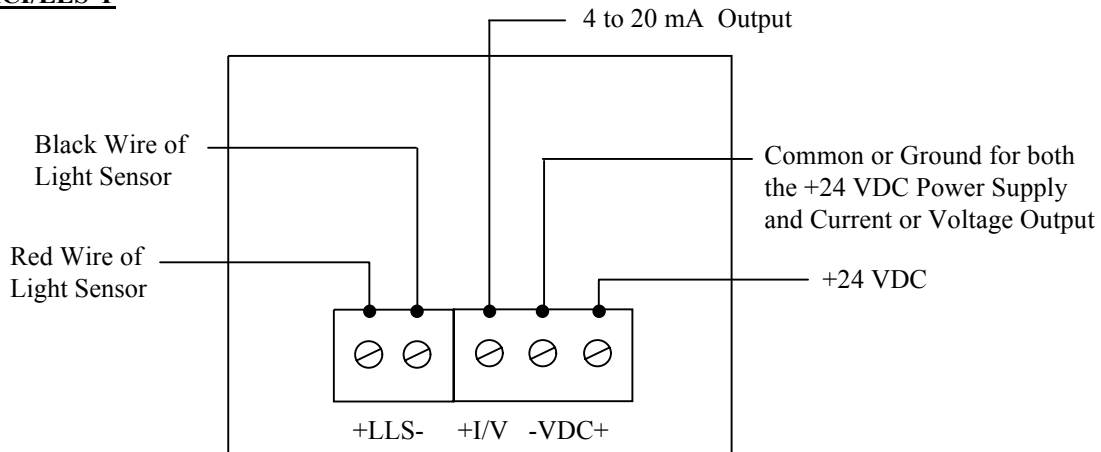 4 to 20 mA Output
Black Wire of
Light Sensor
Common or Ground for both
the +24 VDC Power Supply
and Current or Voltage Output
Red Wire of
Light Sensor
+24 VDC
+LLS- +I/V -VDC+